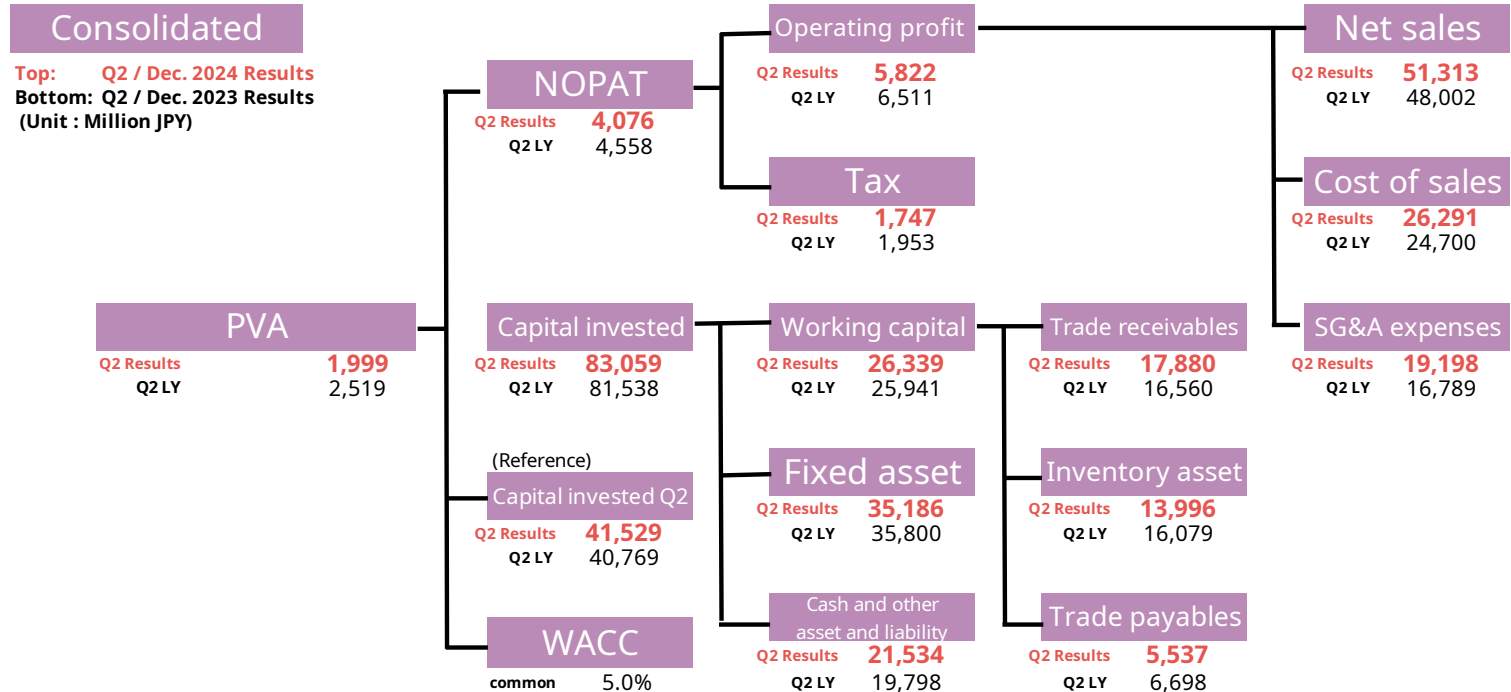 Consolidated
Top: Q2 / Dec. 2024 Results
Bottom: Q2 / Dec. 2023 Results
(Unit : Million JPY)
PVA
Q2 Results 1,999
Q2 LY 2,519
NOPAT
Q2 Results 4,076
Q2 LY 4,558
Capital invested
Q2 Results 83,059
Q2 LY 81,538
(Reference)
Capital invested Q2
Q2 Results 41,529
Q2 LY 40,769
WACC
common 5.0%
Operating profit
Q2 Results 5,822
Q2 LY 6,511
Tax
Q2 Results 1,747
Q2 LY 1,953
Working capital
Q2 Results 26,339
Q2 LY 25,941
Fixed asset
Q2 Results 35,186
Q2 LY 35,800
Cash and other
asset and liability
Q2 Results 21,534
Q2 LY 19,798
Trade receivables
Q2 Results 17,880
Q2 LY 16,560
Inventory asset
Q2 Results 13,996
Q2 LY 16,079
Trade payables
Q2 Results 5,537
Q2 LY 6,698
Net sales
Q2 Results 51,313
Q2 LY 48,002
Cost of sales
Q2 Results 26,291
Q2 LY 24,700
SG&A expenses
Q2 Results 19,198
Q2 LY 16,789